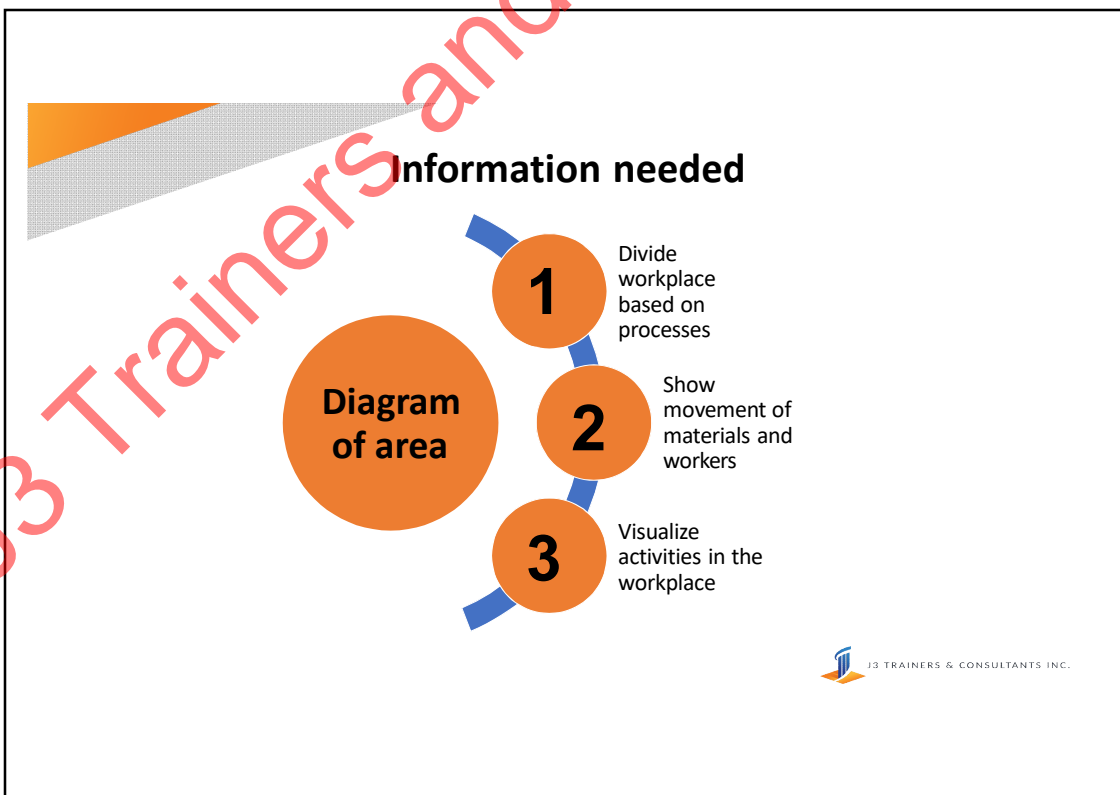 J3 Trainers and
Information needed
Diagram
of area
1
Divide
workplace
based on
processes
2
Show
movement of
materials and
workers
3
Visualize
activities in the
workplace
J3 TRAINERS & CONSULTANTS INC.